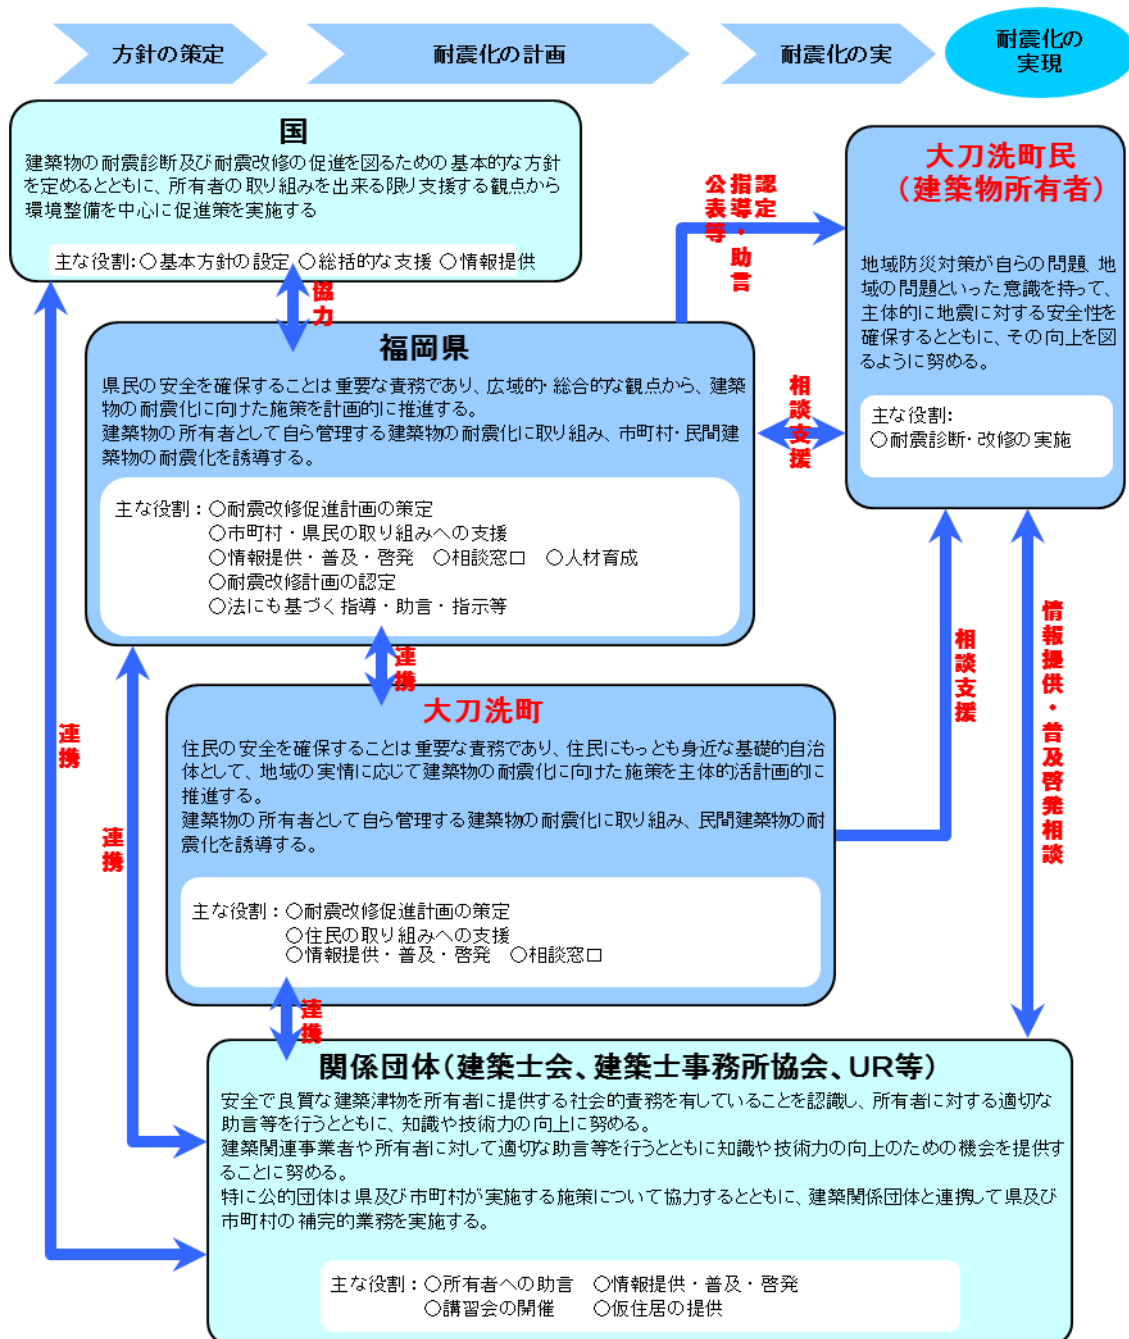 方針の策定
耐震化の計画
耐震化の実
耐震化の
実現
国
建築物の耐震診断及び耐震改修の促進を図るための基本的な方針
を定めるとともに、所有者の取り組みを出来る限り支援する観点から
環境整備を中心に促進策を実施する
主な役割:○基本方針の設定 ○総括的な支援 ○情報提供
協力
福岡県
県民の安全を確保することは重要な責務であり、広域的・総合的な観点から、建築
物の耐震化に向けた施策を計画的に推進する。
建築物の所有者として自ら管理する建築物の耐震化に取り組み、市町村・民間建
築物の耐震化を誘導する。
主な役割：○耐震改修促進計画の策定
○市町村・県民の取り組みへの支援
○情報提供・普及・啓発 ○相談窓口 ○人材育成
○耐震改修計画の認定
○法にも基づく指導・助言・指示等
認定
指導・助言
公表等
大刀洗町民
（建築物所有者）
地域防災対策が自らの問題、地
域の問題といった意識を持って、
主体的に地震に対する安全性を
確保するとともに、その向上を図
るように努める。
主な役割:
○耐震診断・改修の実施
相談支援
連携
大刀洗町
住民の安全を確保することは重要な責務であり、住民にもっとも身近な基礎的自治
体として、地域の実情に応じて建築物の耐震化に向けた施策を主体的活計画的に
推進する。
建築物の所有者として自ら管理する建築物の耐震化に取り組み、民間建築物の耐
震化を誘導する。
主な役割：○耐震改修促進計画の策定
○住民の取り組みへの支援
○情報提供・普及・啓発 ○相談窓口
相談支援
情報提供・普及啓発相談
連携
連携
連携
関係団体（建築士会、建築士事務所協会、UR等）
安全で良質な建築津物を所有者に提供する社会的責務を有していることを認識し、所有者に対する適切な
助言等を行うとともに、知識や技術力の向上に努める。
建築関連事業者や所有者に対して適切な助言等を行うとともに知識や技術力の向上のための機会を提供す
ることに努める。
特に公的団体は県及び市町村が実施する施策について協力するとともに、建築関係団体と連携して県及び
市町村の補完的業務を実施する。
主な役割：○所有者への助言 ○情報提供・普及・啓発
○講習会の開催 ○仮住居の提供